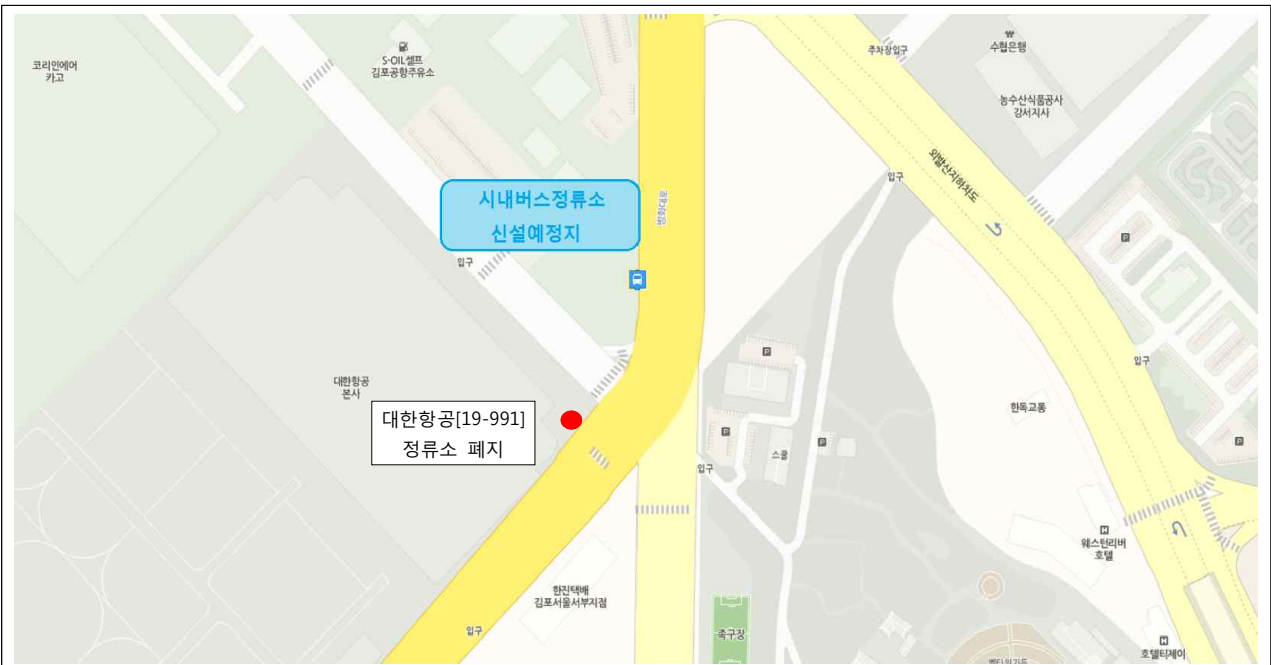 코리인에어
카고
S-OIL셀프
김포공항주유소
주차장입구
수협은행
농수산식품공사
강서지사
외발산지하차도
입구
시내버스정류소
신설예정지
방화대로
입구
P
입구
대한항공
본사
대한항공[19-991]
정류소 폐지
P
한독교통
P
P
P
스쿨
입구
H
웨스턴리버
호텔
한진택배
김포서울서부지점
입구
족구장
H
호텔티제이